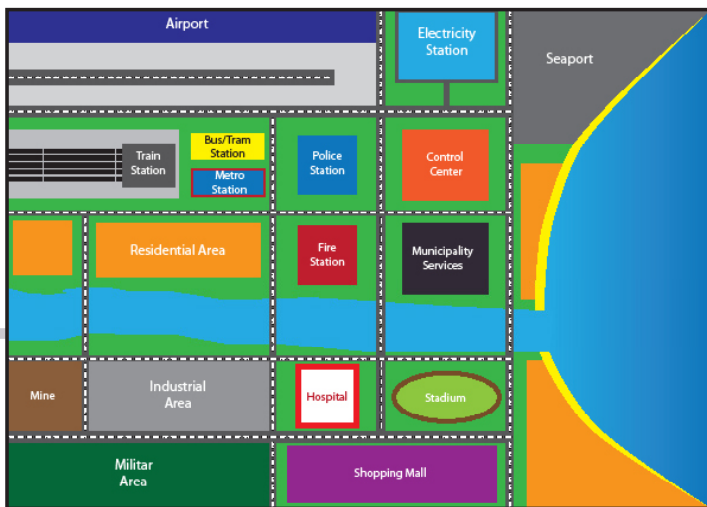 Airport
Electricity
Station
Seaport
Bus/Tram
Station
Train
Station
Metro
Station
Police
Station
Control
Center
Residential Area
Fire
Station
Municipality
Services
Mine
Industrial
Area
Hospital
Stadium
Militar
Area
Shopping Mall